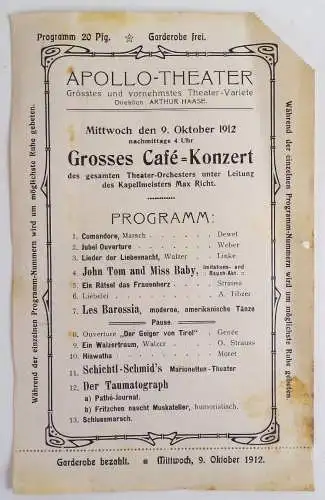 Programm 20 Pfg. ☆ Garderobe frei.
APOLLO-THEATER
Grösstes und vornehmstes Theater-Variete
Direktion ARTHUR HAASE.
Mittwoch den 9. Oktober 1912
nachmittags 4 Uhr
Grosses Café-Konzert
des gesamten Theater-Orchesters unter Leitung
des Kapellmeisters Max Richt.
PROGRAMM:
1. Comandore, Marsch . . . . Dewet
2. Jubel Ouverture . . . . Weber
3. Lieder der Liebesnacht, Walzer . . Linke
4. John Tom and Miss Baby, Imitations- und Raum-Akt.
5. Ein Rätsel das Frauenherz . . . Strauss
6. Liebelei . . . . A. Tilzer
7. Les Barossia, moderne, amerikanische Tänze
Pause.
8. Ouverture „Der Geiger von Tirol" . . Genée
9. Ein Walzertraum, Walzer . . O. Strauss
10. Hiawatha . . . . Moret
11. Schichtl-Schmid's Marionetten-Theater
12. Der Taumatograph
a) Pathé-Journal.
b) Fritzchen nascht Muskateller, humoristisch.
13. Schlussmarsch.
Garderobe bezahlt. Mittwoch, 9. Oktober 1912.
Während der einzelnen Programm-Nummern wird um möglichste Ruhe gebeten.
Während der einzelnen Programm-Nummern wird um möglichste Ruhe gebeten.